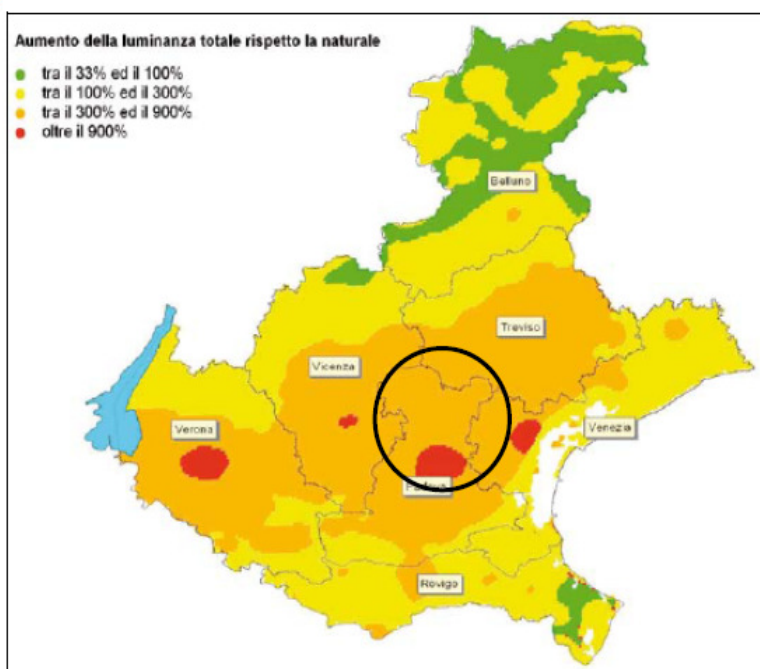 Aumento della luminanza totale rispetto la naturale
tra il 33% ed il 100%
tra il 100% ed il 300%
tra il 300% ed il 900%
oltre il 900%
Belluno
Treviso
Vicenza
Venezia
Verona
Padova
Rovigo